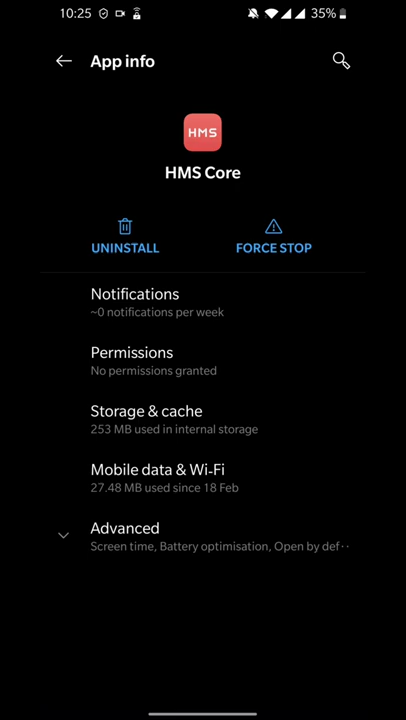 10:25
35%
App info
HMS
HMS Core
UNINSTALL
FORCE STOP
Notifications
~0 notifications per week
Permissions
No permissions granted
Storage & cache
253 MB used in internal storage
Mobile data & Wi-Fi
27.48 MB used since 18 Feb
Advanced
Screen time, Battery optimisation, Open by def··